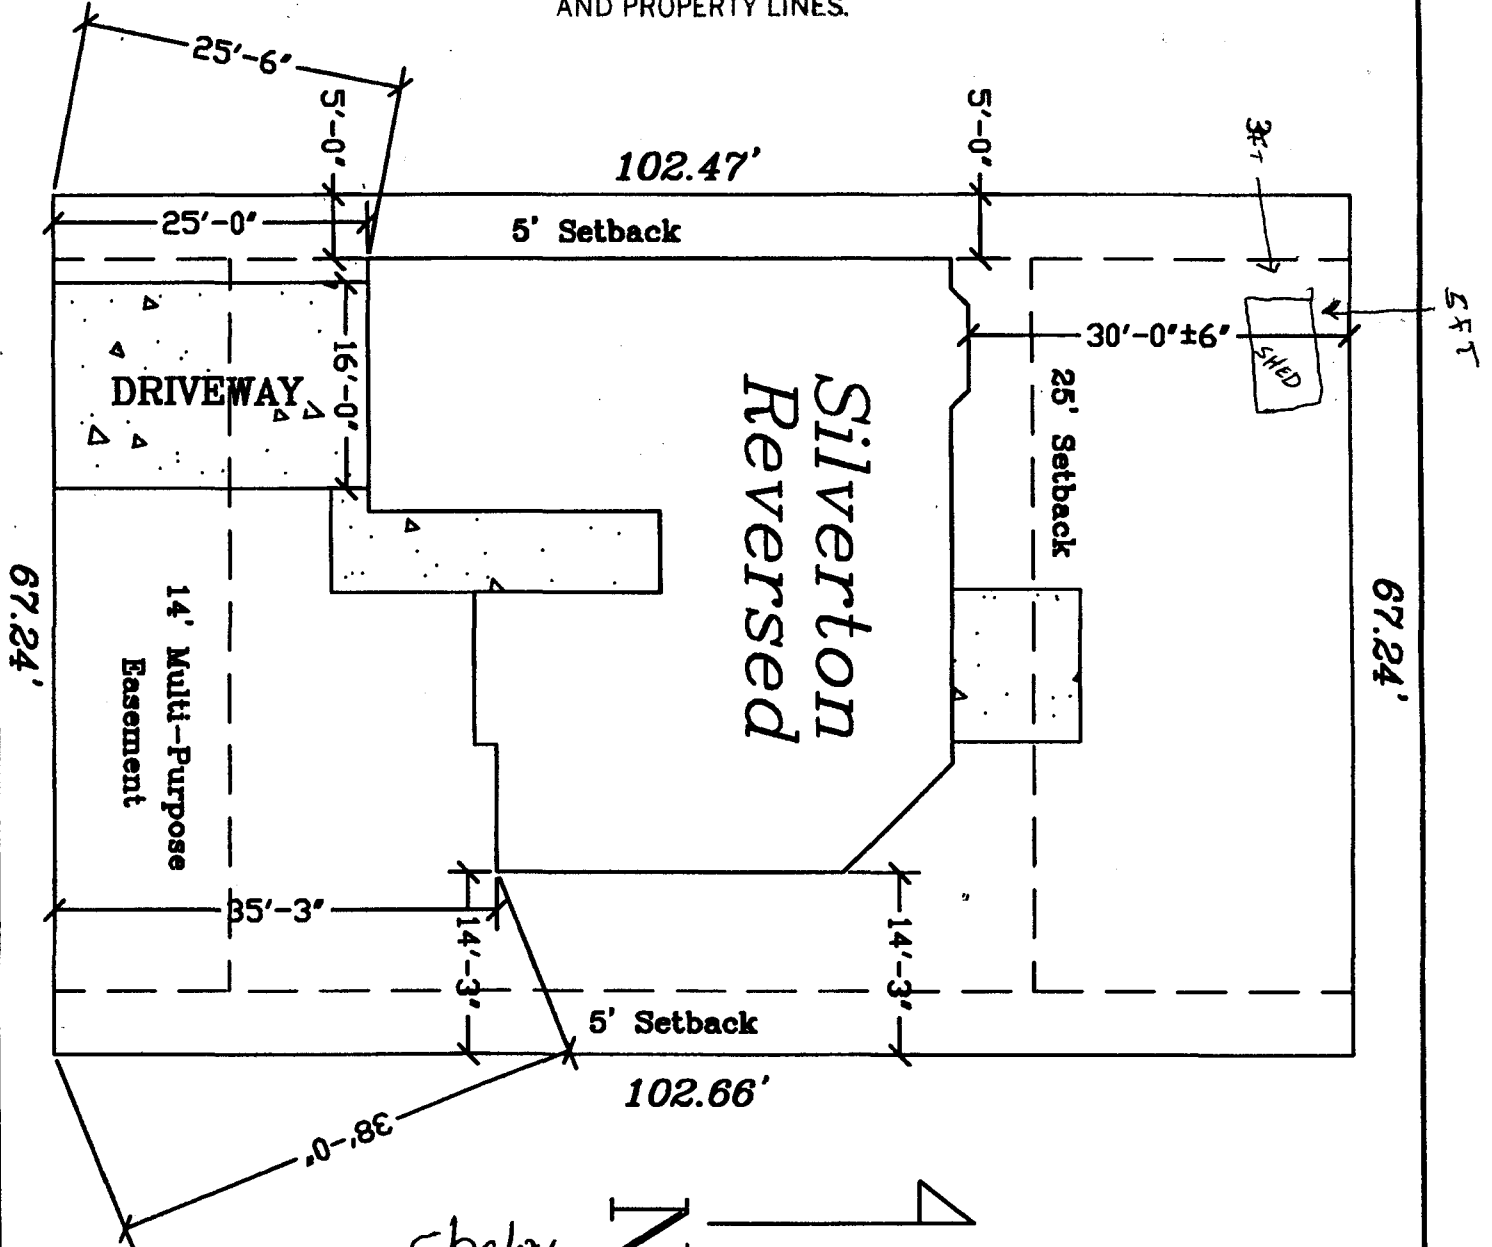 AND PROPERTY LINES.
25'-6"
5'-0"
5'-0"
102.47'
25'-0"
5' Setback
5 FT
30'-0"±6"
SHED
16'-0"
DRIVEWAY
Silverton
Reversed
25' Setback
67.24'
67.24'
14' Multi-Purpose
Easement
35'-3"
14'-3"
14'-3"
5' Setback
102.66'
38'-0"
N